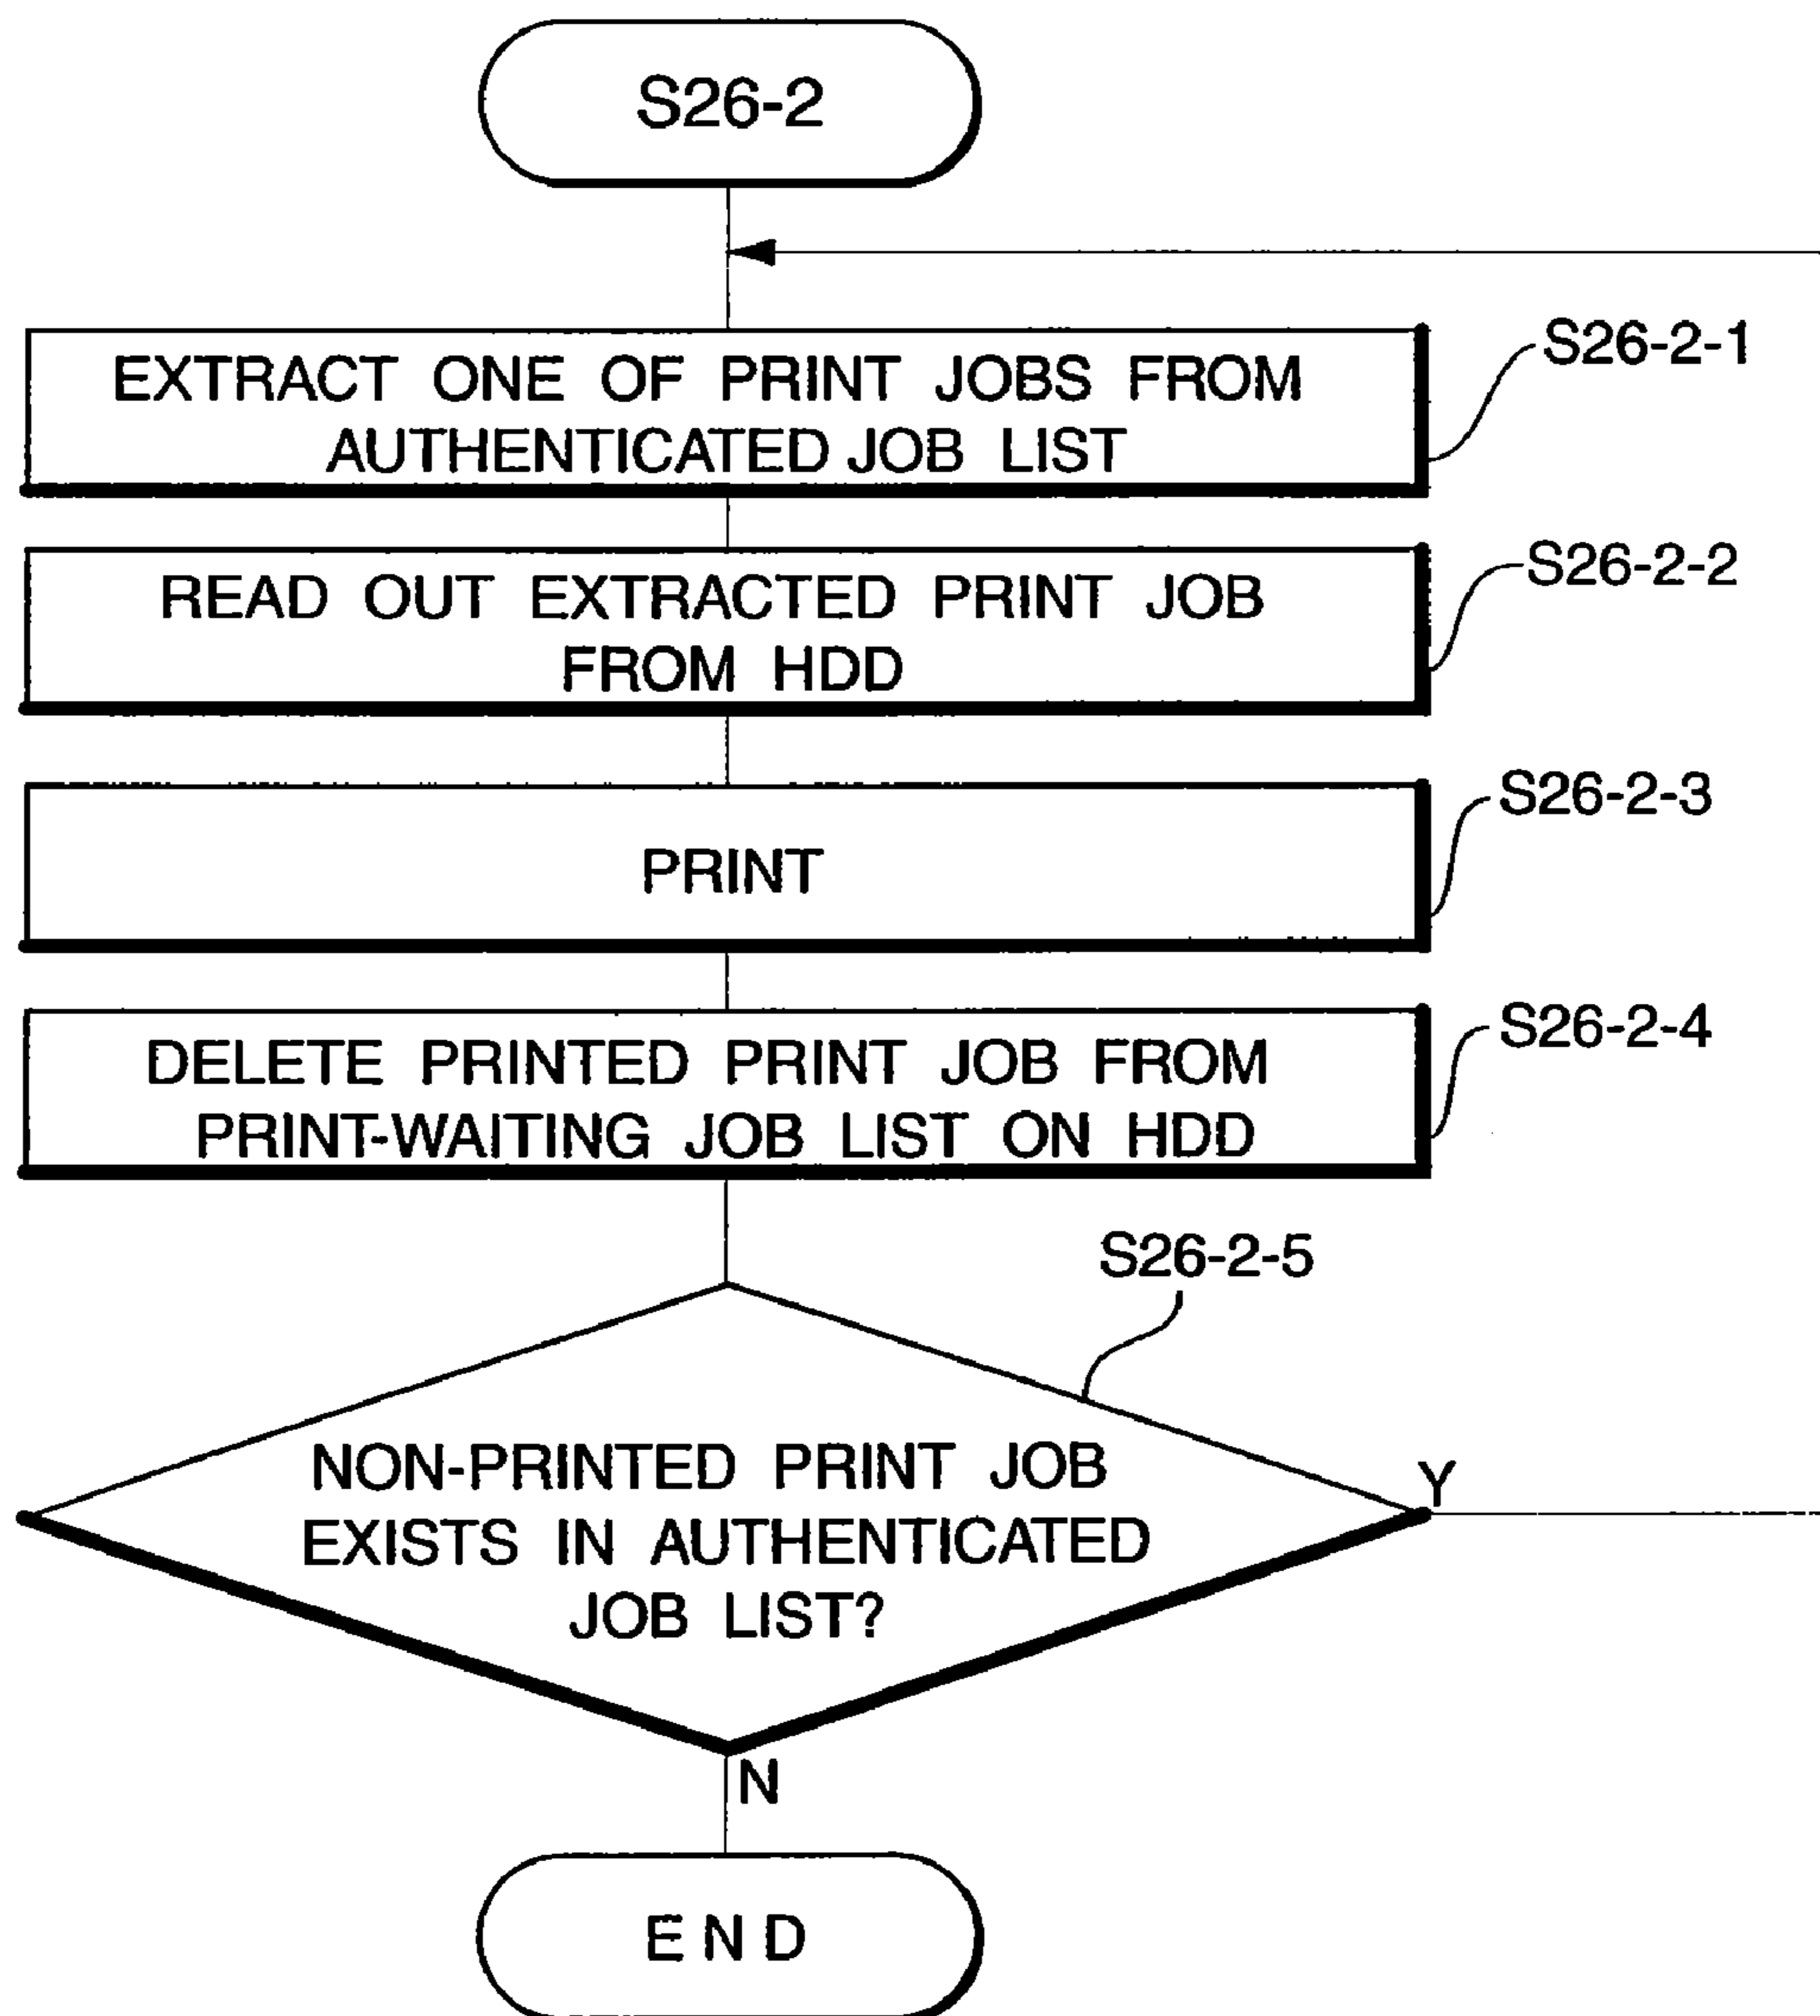 S26-2
EXTRACT ONE OF PRINT JOBS FROM
AUTHENTICATED JOB LIST
S26-2-1
READ OUT EXTRACTED PRINT JOB
FROM HDD
S26-2-2
PRINT
S26-2-3
DELETE PRINTED PRINT JOB FROM
PRINT-WAITING JOB LIST ON HDD
S26-2-4
S26-2-5
NON-PRINTED PRINT JOB
EXISTS IN AUTHENTICATED
JOB LIST?
Y
N
END